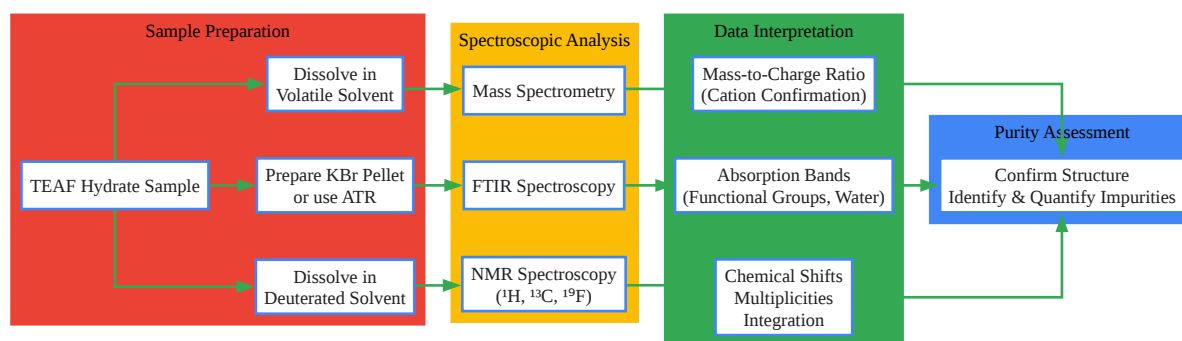 Sample Preparation
Spectroscopic Analysis
Data Interpretation
Purity Assessment
TEAF Hydrate Sample
Dissolve in
Volatile Solvent
Prepare KBr Pellet
or use ATR
Dissolve in
Deuterated Solvent
Mass Spectrometry
FTIR Spectroscopy
NMR Spectroscopy
(¹H, ¹³C, ¹⁹F)
Mass-to-Charge Ratio
(Cation Confirmation)
Absorption Bands
(Functional Groups, Water)
Chemical Shifts
Multiplicities
Integration
Confirm Structure
Identify & Quantify Impurities